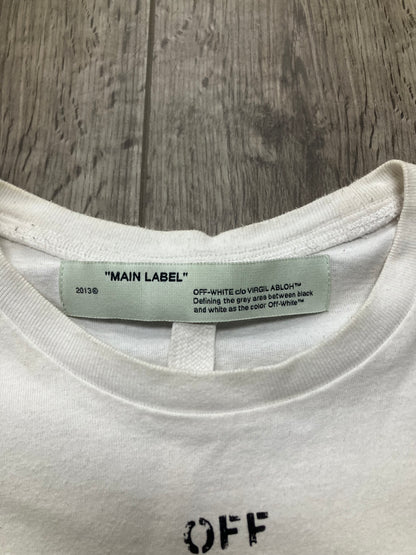 "MAIN LABEL"
2013©
OFF-WHITE c/o VIRGIL ABLOH™
Defining the grey area between black
and white as the color Off-White™
OFF